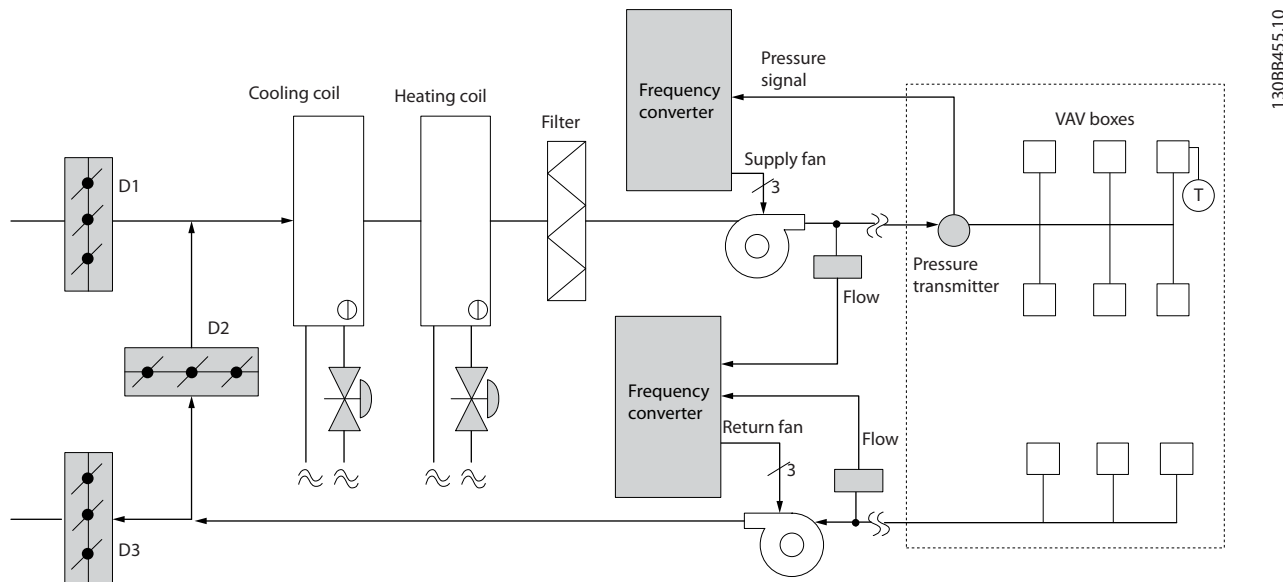 130BB455.10
Pressure
signal
Frequency
converter
Cooling coil
Heating coil
Filter
VAV boxes
Supply fan
3
D1
T
Pressure
transmitter
Flow
D2
Frequency
converter
Return fan
Flow
3
D3